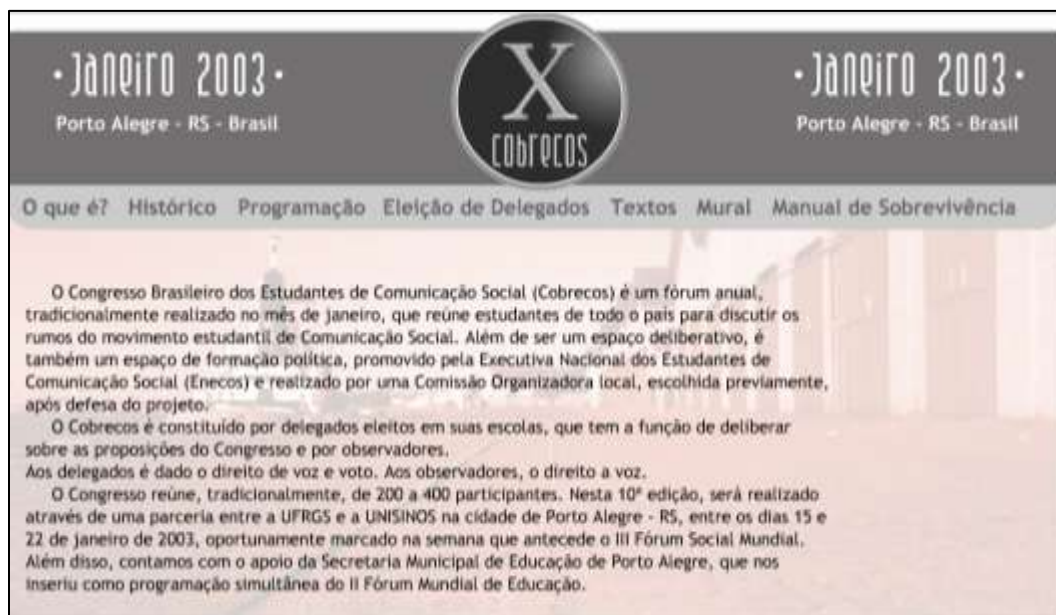 • Janeiro 2003 •
Porto Alegre - RS - Brasil
X
Cobrecos
• Janeiro 2003 •
Porto Alegre - RS - Brasil
O que é? Histórico Programação Eleição de Delegados Textos Mural Manual de Sobrevivência
O Congresso Brasileiro dos Estudantes de Comunicação Social (Cobrecos) é um fórum anual,
tradicionalmente realizado no mês de janeiro, que reúne estudantes de todo o país para discutir os
rumos do movimento estudantil de Comunicação Social. Além de ser um espaço deliberativo, é
também um espaço de formação política, promovido pela Executiva Nacional dos Estudantes de
Comunicação Social (Enecos) e realizado por uma Comissão Organizadora local, escolhida previamente,
após defesa do projeto.
O Cobrecos é constituído por delegados eleitos em suas escolas, que tem a função de deliberar
sobre as proposições do Congresso e por observadores.
Aos delegados é dado o direito de voz e voto. Aos observadores, o direito a voz.
O Congresso reúne, tradicionalmente, de 200 a 400 participantes. Nesta 10ª edição, será realizado
através de uma parceria entre a UFRGS e a UNISINOS na cidade de Porto Alegre - RS, entre os dias 15 e
22 de janeiro de 2003, oportunamente marcado na semana que antecede o III Fórum Social Mundial.
Além disso, contamos com o apoio da Secretaria Municipal de Educação de Porto Alegre, que nos
inseriu como programação simultânea do II Fórum Mundial de Educação.